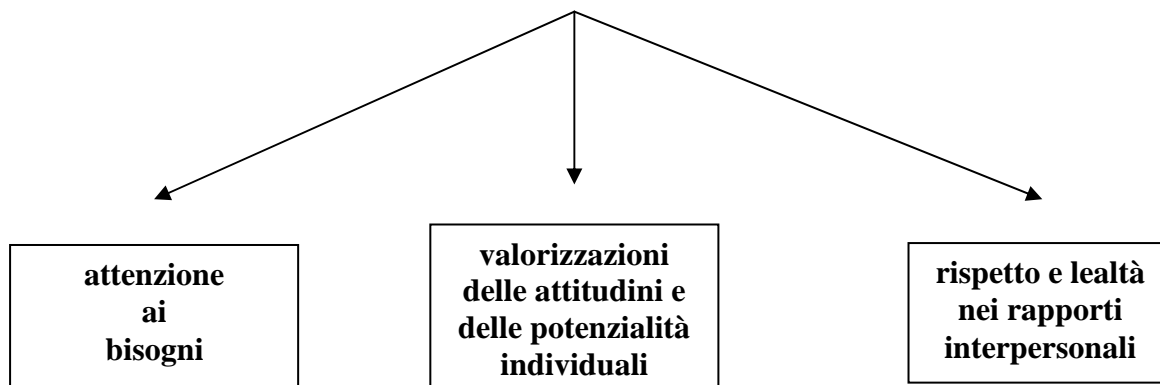 attenzione
ai
bisogni
valorizzazioni
delle attitudini e
delle potenzialità
individuali
rispetto e lealtà
nei rapporti
interpersonali